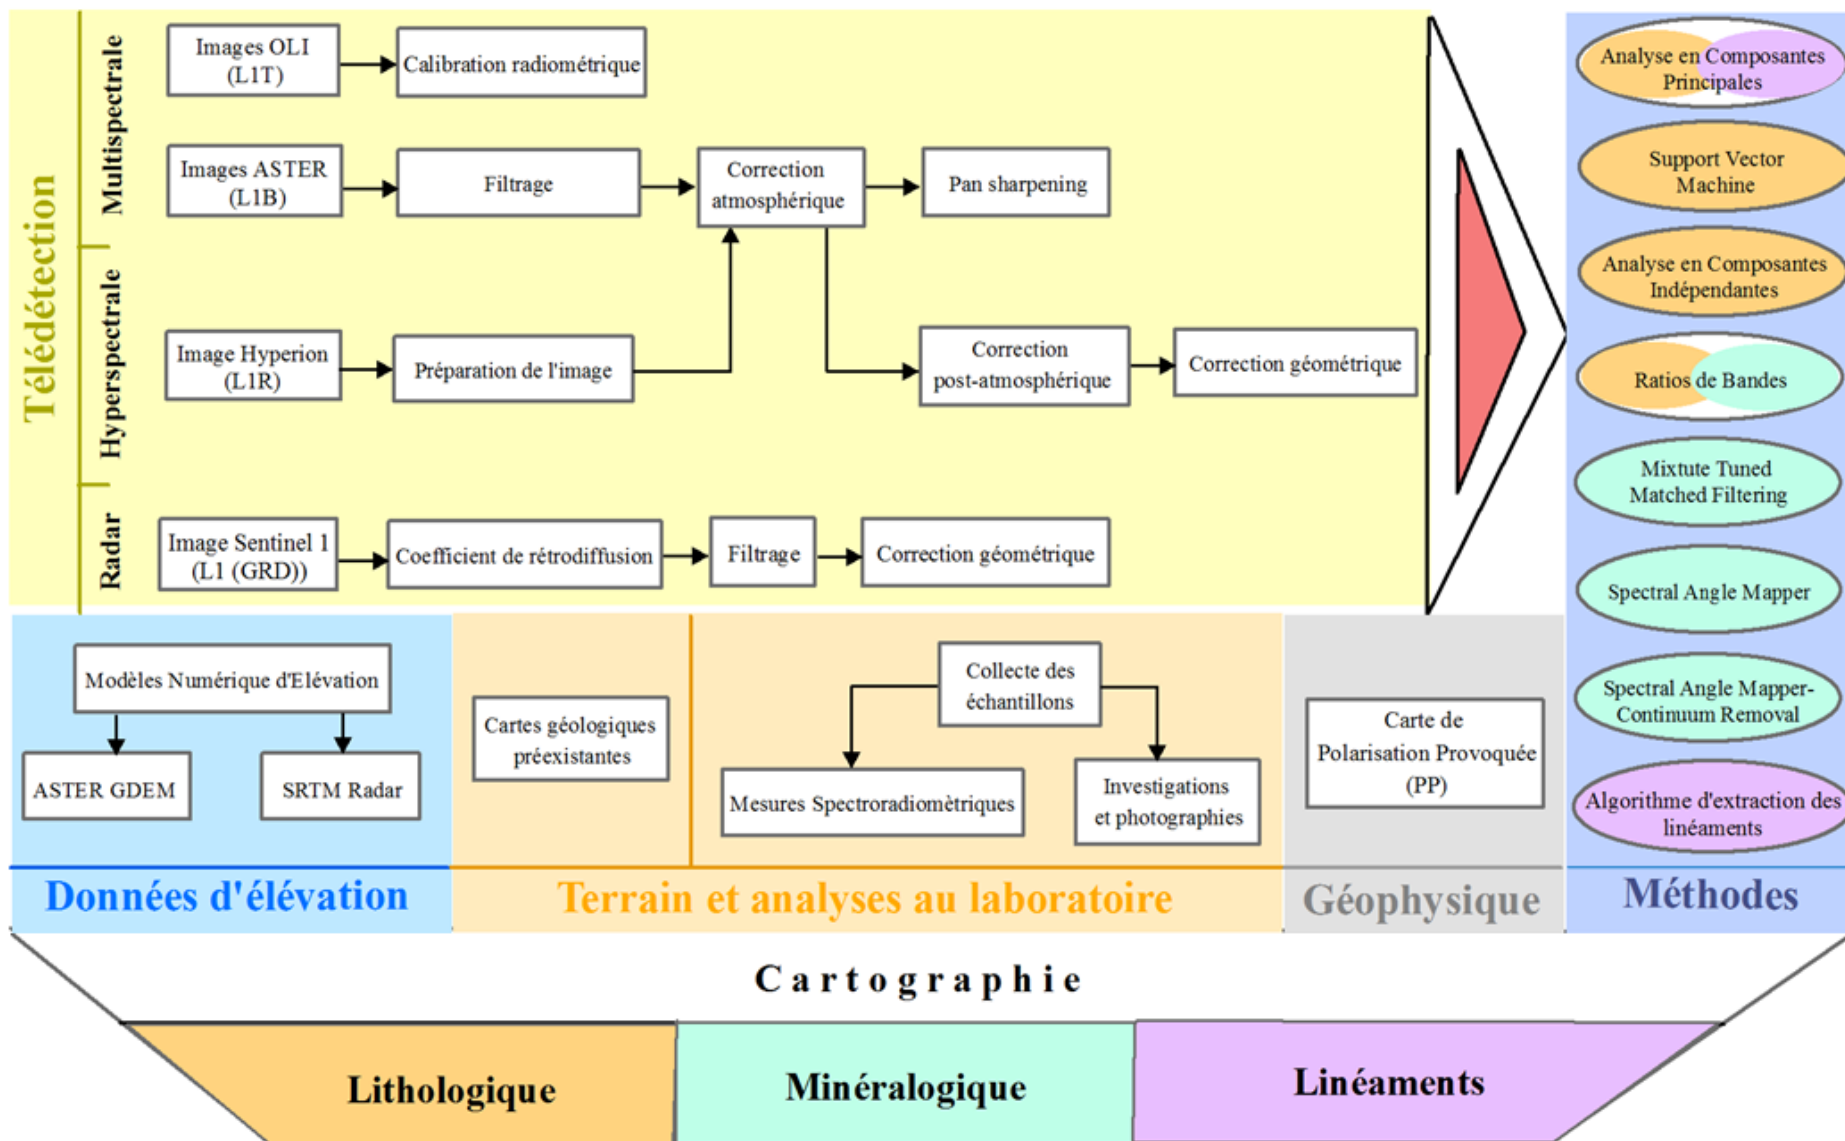 Télédétection
Multispectrale
Images OLI
(L1T)
Calibration radiométrique
Images ASTER
(L1B)
Filtrage
Correction
atmosphérique
Pan sharpening
Hyperspectrale
Image Hyperion
(L1R)
Préparation de l'image
Correction
post-atmosphérique
Correction géométrique
Radar
Image Sentinel 1
(L1 (GRD))
Coefficient de rétrodiffusion
Filtrage
Correction géométrique
Modèles Numérique d'Elévation
ASTER GDEM
SRTM Radar
Données d'élévation
Cartes géologiques
préexistantes
Collecte des
échantillons
Mesures Spectroradiomètriques
Investigations
et photographies
Terrain et analyses au laboratoire
Carte de
Polarisation Provoquée
(PP)
Géophysique
Analyse en Composantes
Principales
Support Vector
Machine
Analyse en Composantes
Indépendantes
Ratios de Bandes
Mixtute Tuned
Matched Filtering
Spectral Angle Mapper
Spectral Angle Mapper-
Continuum Removal
Algorithme d'extraction des
linéaments
Méthodes
Cartographie
Lithologique
Minéralogique
Linéaments